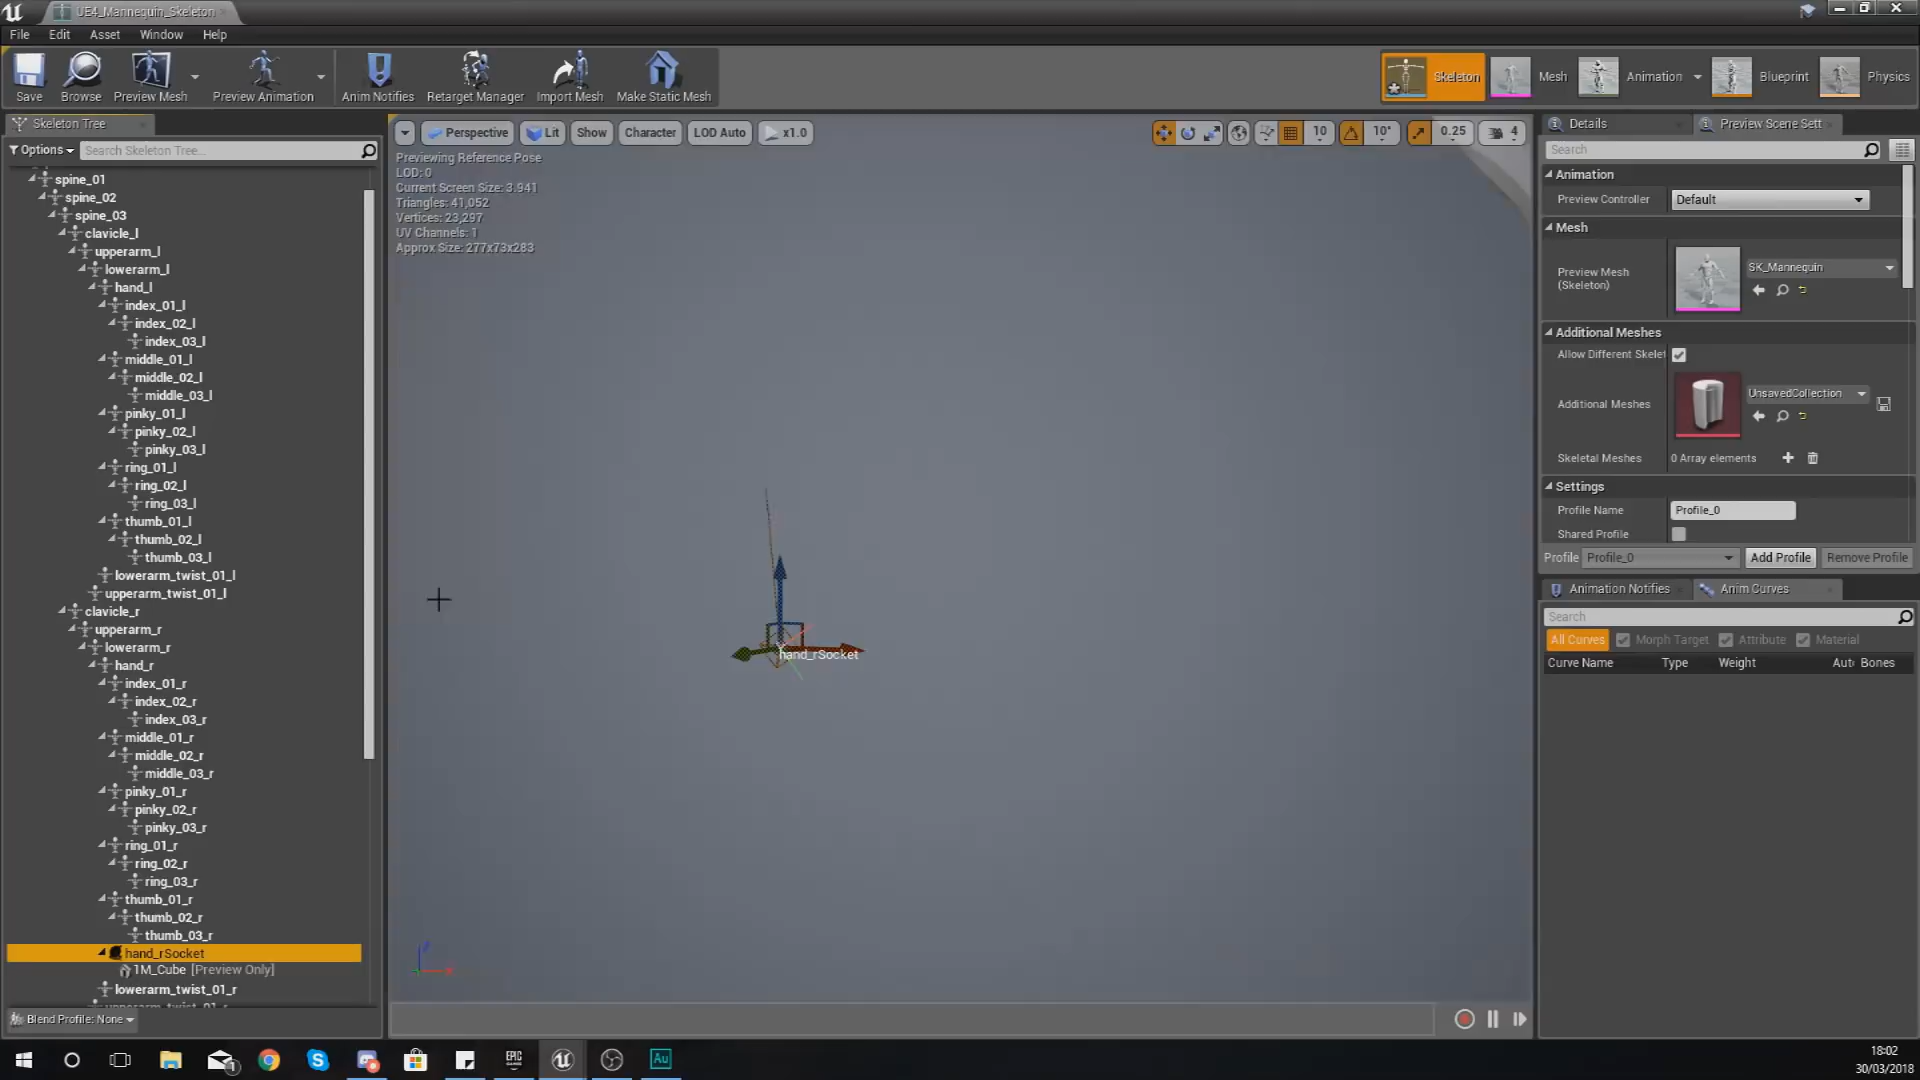 UE4_Mannequin_Skeleton
File Edit Asset Window Help
Save Browse Preview Mesh Preview Animation Anim Notifies Retarget Manager Import Mesh Make Static Mesh
Skeleton Mesh Animation Blueprint Physics
Skeleton Tree
Options Search Skeleton Tree...
spine_01
spine_02
spine_03
clavicle_l
upperarm_l
lowerarm_l
hand_l
index_01_l
index_02_l
index_03_l
middle_01_l
middle_02_l
middle_03_l
pinky_01_l
pinky_02_l
pinky_03_l
ring_01_l
ring_02_l
ring_03_l
thumb_01_l
thumb_02_l
thumb_03_l
lowerarm_twist_01_l
upperarm_twist_01_l
clavicle_r
upperarm_r
lowerarm_r
hand_r
index_01_r
index_02_r
index_03_r
middle_01_r
middle_02_r
middle_03_r
pinky_01_r
pinky_02_r
pinky_03_r
ring_01_r
ring_02_r
ring_03_r
thumb_01_r
thumb_02_r
thumb_03_r
hand_rSocket
1M_Cube [Preview Only]
lowerarm_twist_01_r
upperarm_twist_01_r
Blend Profile: None
Perspective Lit Show Character LOD Auto x1.0
10 10° 0.25 4
Previewing Reference Pose
LOD: 0
Current Screen Size: 3.941
Triangles: 41,052
Vertices: 23,297
UV Channels: 1
Approx Size: 277x73x283
hand_rSocket
Details Preview Scene Sett
Search
Animation
Preview Controller Default
Mesh
Preview Mesh (Skeleton) SK_Mannequin
Additional Meshes
Allow Different Skelet
Additional Meshes UnsavedCollection
Skeletal Meshes 0 Array elements
Settings
Profile Name Profile_0
Shared Profile
Profile Profile_0 Add Profile Remove Profile
Animation Notifies Anim Curves
Search
All Curves Morph Target Attribute Material
Curve Name Type Weight Aut Bones
EPIC GAMES
Au
1
18:02
30/03/2018